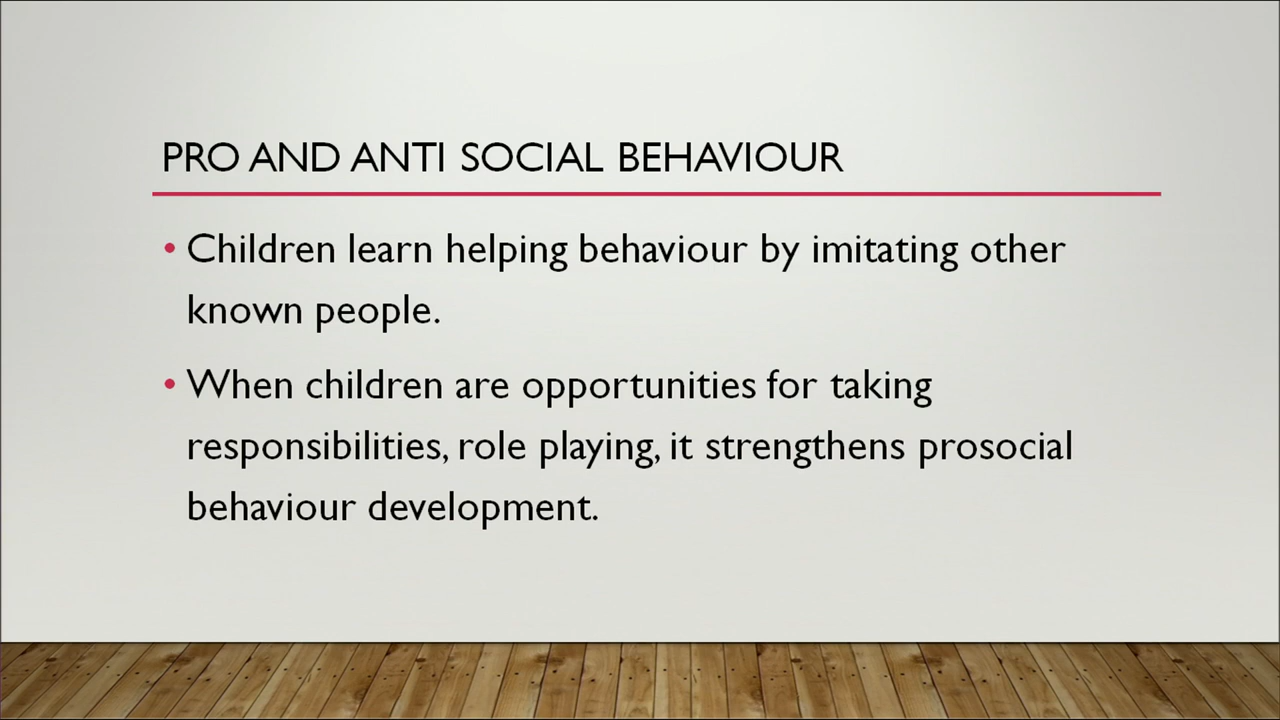 PRO AND ANTI SOCIAL BEHAVIOUR
• Children learn helping behaviour by imitating other
known people.
• When children are opportunities for taking
responsibilities, role playing, it strengthens prosocial
behaviour development.